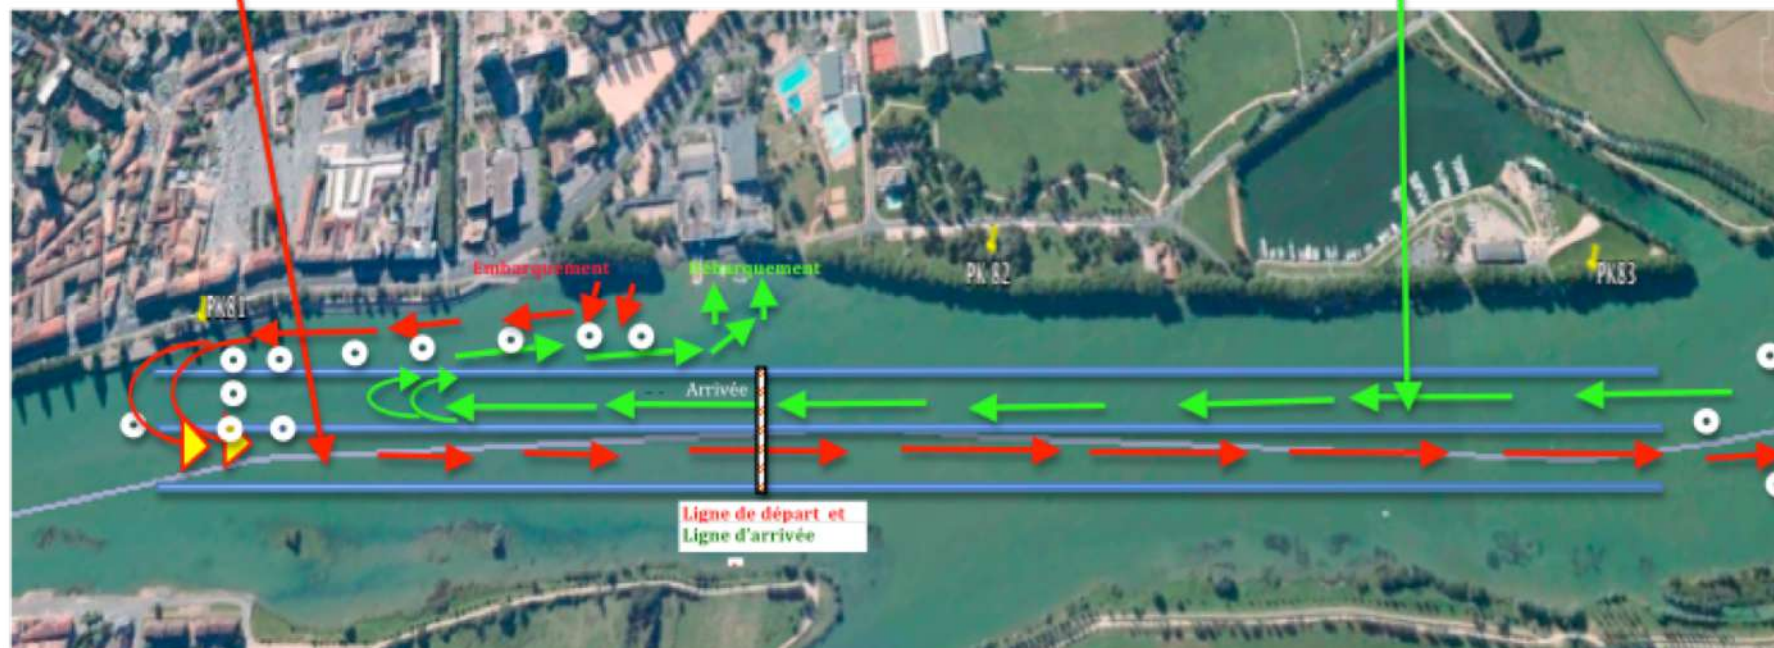 Embarquement
Débarquement
PK 82
PK83
PK81
Arrivée
Ligne de départ et
Ligne d'arrivée